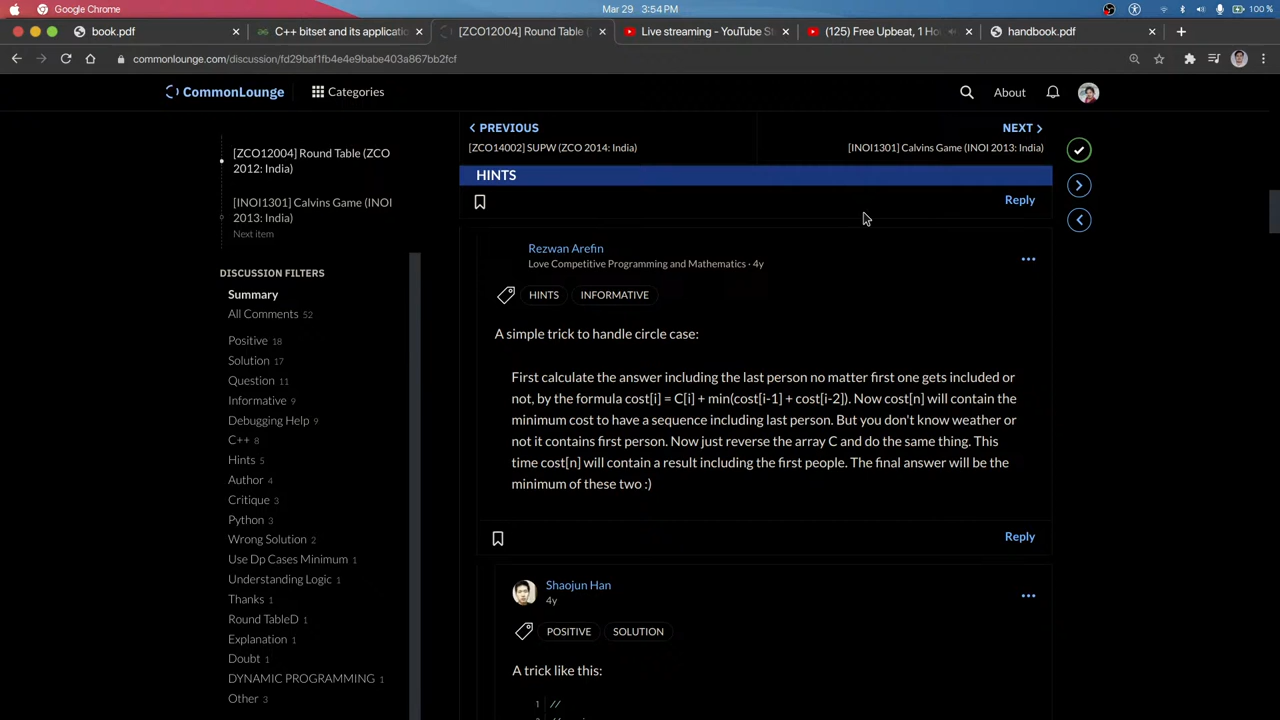 Google Chrome
Mar 29 3:54 PM
100 %
book.pdf
C++ bitset and its applicatio
[ZCO12004] Round Table (
Live streaming - YouTube S
(125) Free Upbeat, 1 Ho
handbook.pdf
commonlounge.com/discussion/fd29baf1fb4e4e9babe403a867bb2fcf
CommonLounge
Categories
About
PREVIOUS
[ZCO14002] SUPW (ZCO 2014: India)
NEXT
[INOI1301] Calvins Game (INOI 2013: India)
[ZCO12004] Round Table (ZCO
2012: India)
[INOI1301] Calvins Game (INOI
2013: India)
Next item
DISCUSSION FILTERS
Summary
All Comments 52
Positive 18
Solution 17
Question 11
Informative 9
Debugging Help 9
C++ 8
Hints 5
Author 4
Critique 3
Python 3
Wrong Solution 2
Use Dp Cases Minimum 1
Understanding Logic 1
Thanks 1
Round TableD 1
Explanation 1
Doubt 1
DYNAMIC PROGRAMMING 1
Other 3
HINTS
Reply
Rezwan Arefin
Love Competitive Programming and Mathematics · 4y
HINTS
INFORMATIVE
A simple trick to handle circle case:
First calculate the answer including the last person no matter first one gets included or
not, by the formula cost[i] = C[i] + min(cost[i-1] + cost[i-2]). Now cost[n] will contain the
minimum cost to have a sequence including last person. But you don't know weather or
not it contains first person. Now just reverse the array C and do the same thing. This
time cost[n] will contain a result including the first people. The final answer will be the
minimum of these two :)
Reply
Shaojun Han
4y
POSITIVE
SOLUTION
A trick like this:
1 //